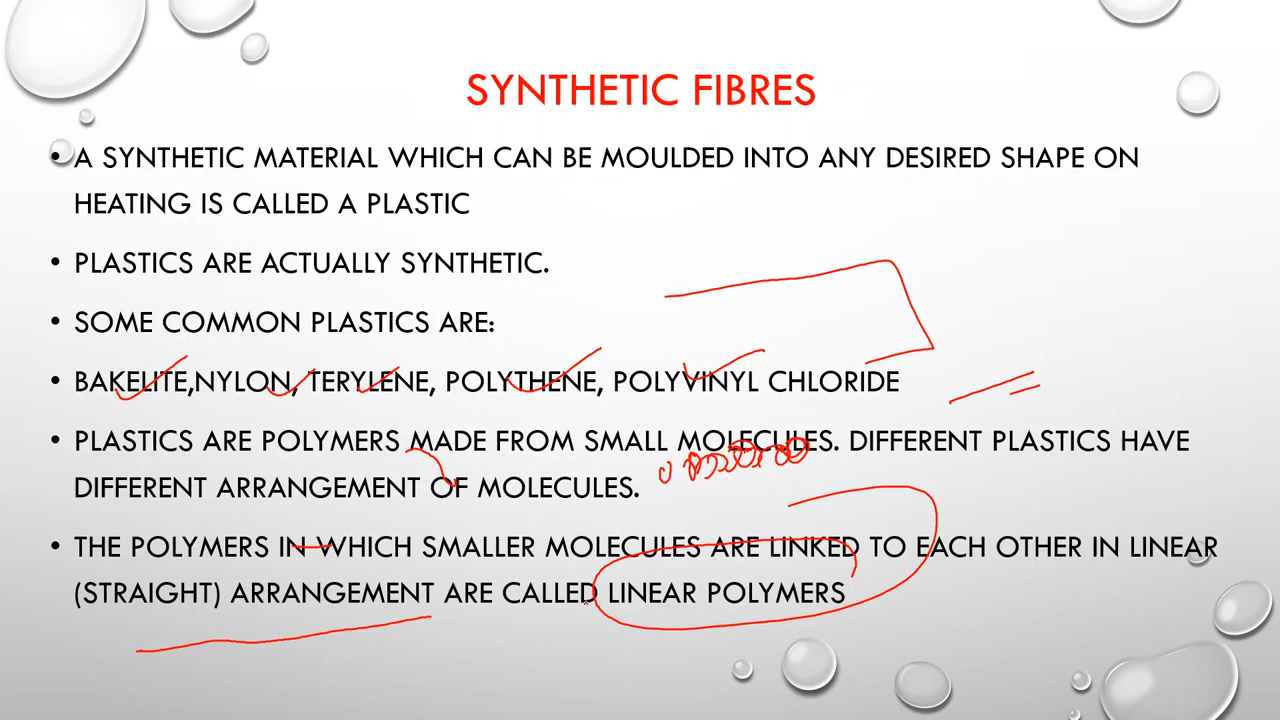 SYNTHETIC FIBRES
• A SYNTHETIC MATERIAL WHICH CAN BE MOULDED INTO ANY DESIRED SHAPE ON
HEATING IS CALLED A PLASTIC
• PLASTICS ARE ACTUALLY SYNTHETIC.
• SOME COMMON PLASTICS ARE:
• BAKELITE,NYLON, TERYLENE, POLYTHENE, POLYVINYL CHLORIDE
• PLASTICS ARE POLYMERS MADE FROM SMALL MOLECULES. DIFFERENT PLASTICS HAVE
DIFFERENT ARRANGEMENT OF MOLECULES.
• THE POLYMERS IN WHICH SMALLER MOLECULES ARE LINKED TO EACH OTHER IN LINEAR
(STRAIGHT) ARRANGEMENT ARE CALLED LINEAR POLYMERS